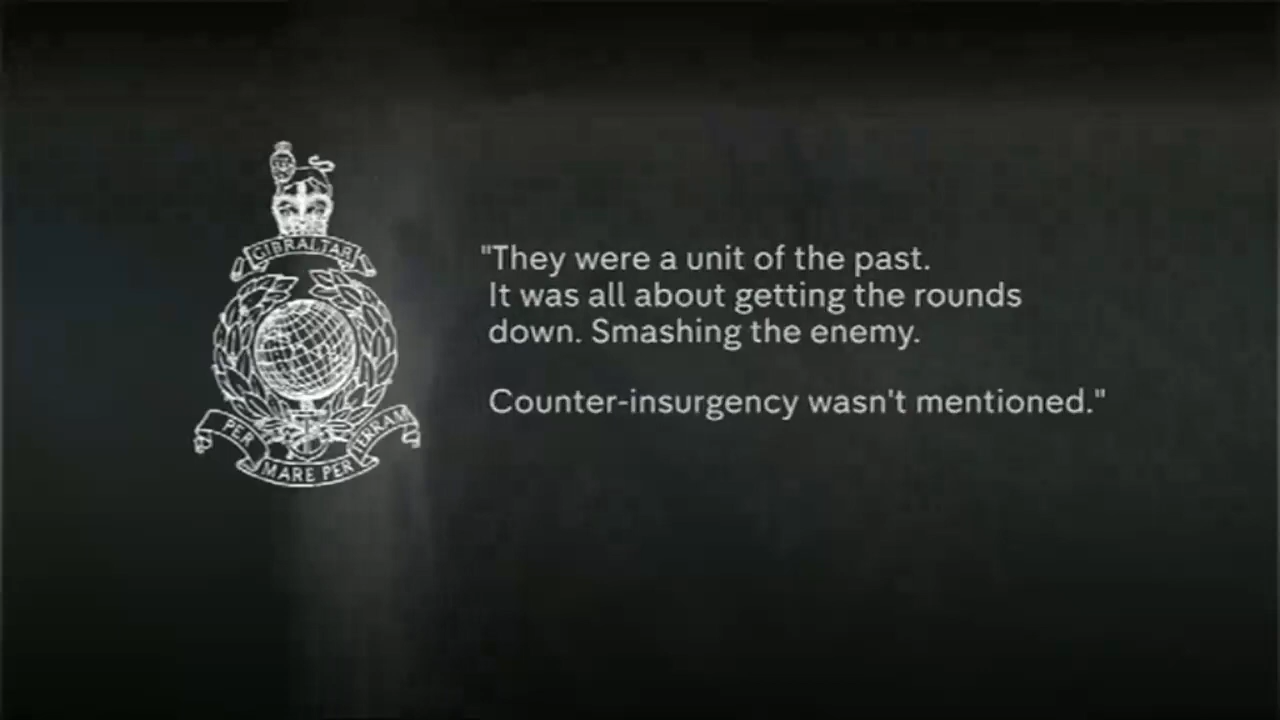 GIBRALTAR
PER MARE PER TERRAM
"They were a unit of the past.
It was all about getting the rounds
down. Smashing the enemy.
Counter-insurgency wasn't mentioned."